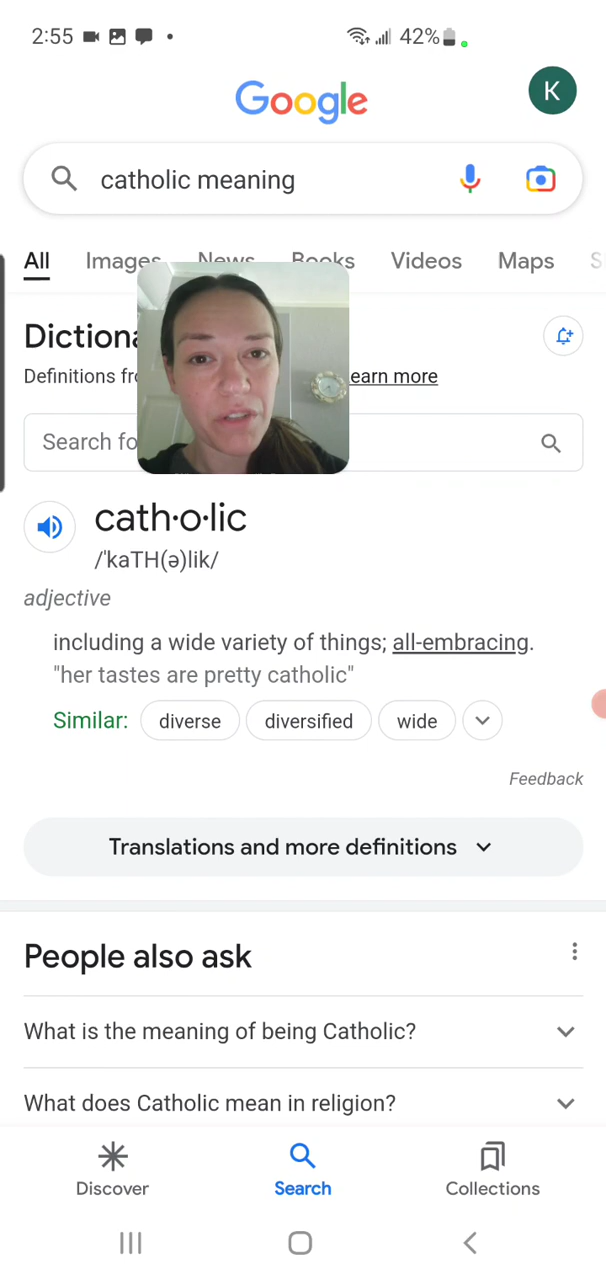 2:55 42%
Google
K
catholic meaning
All Images News Books Videos Maps S
Dictiona
Definitions fro earn more
Search fo
cath·o·lic
/ˈkaTH(ə)lik/
adjective
including a wide variety of things; all-embracing.
"her tastes are pretty catholic"
Similar: diverse diversified wide
Feedback
Translations and more definitions
People also ask
What is the meaning of being Catholic?
What does Catholic mean in religion?
Discover Search Collections